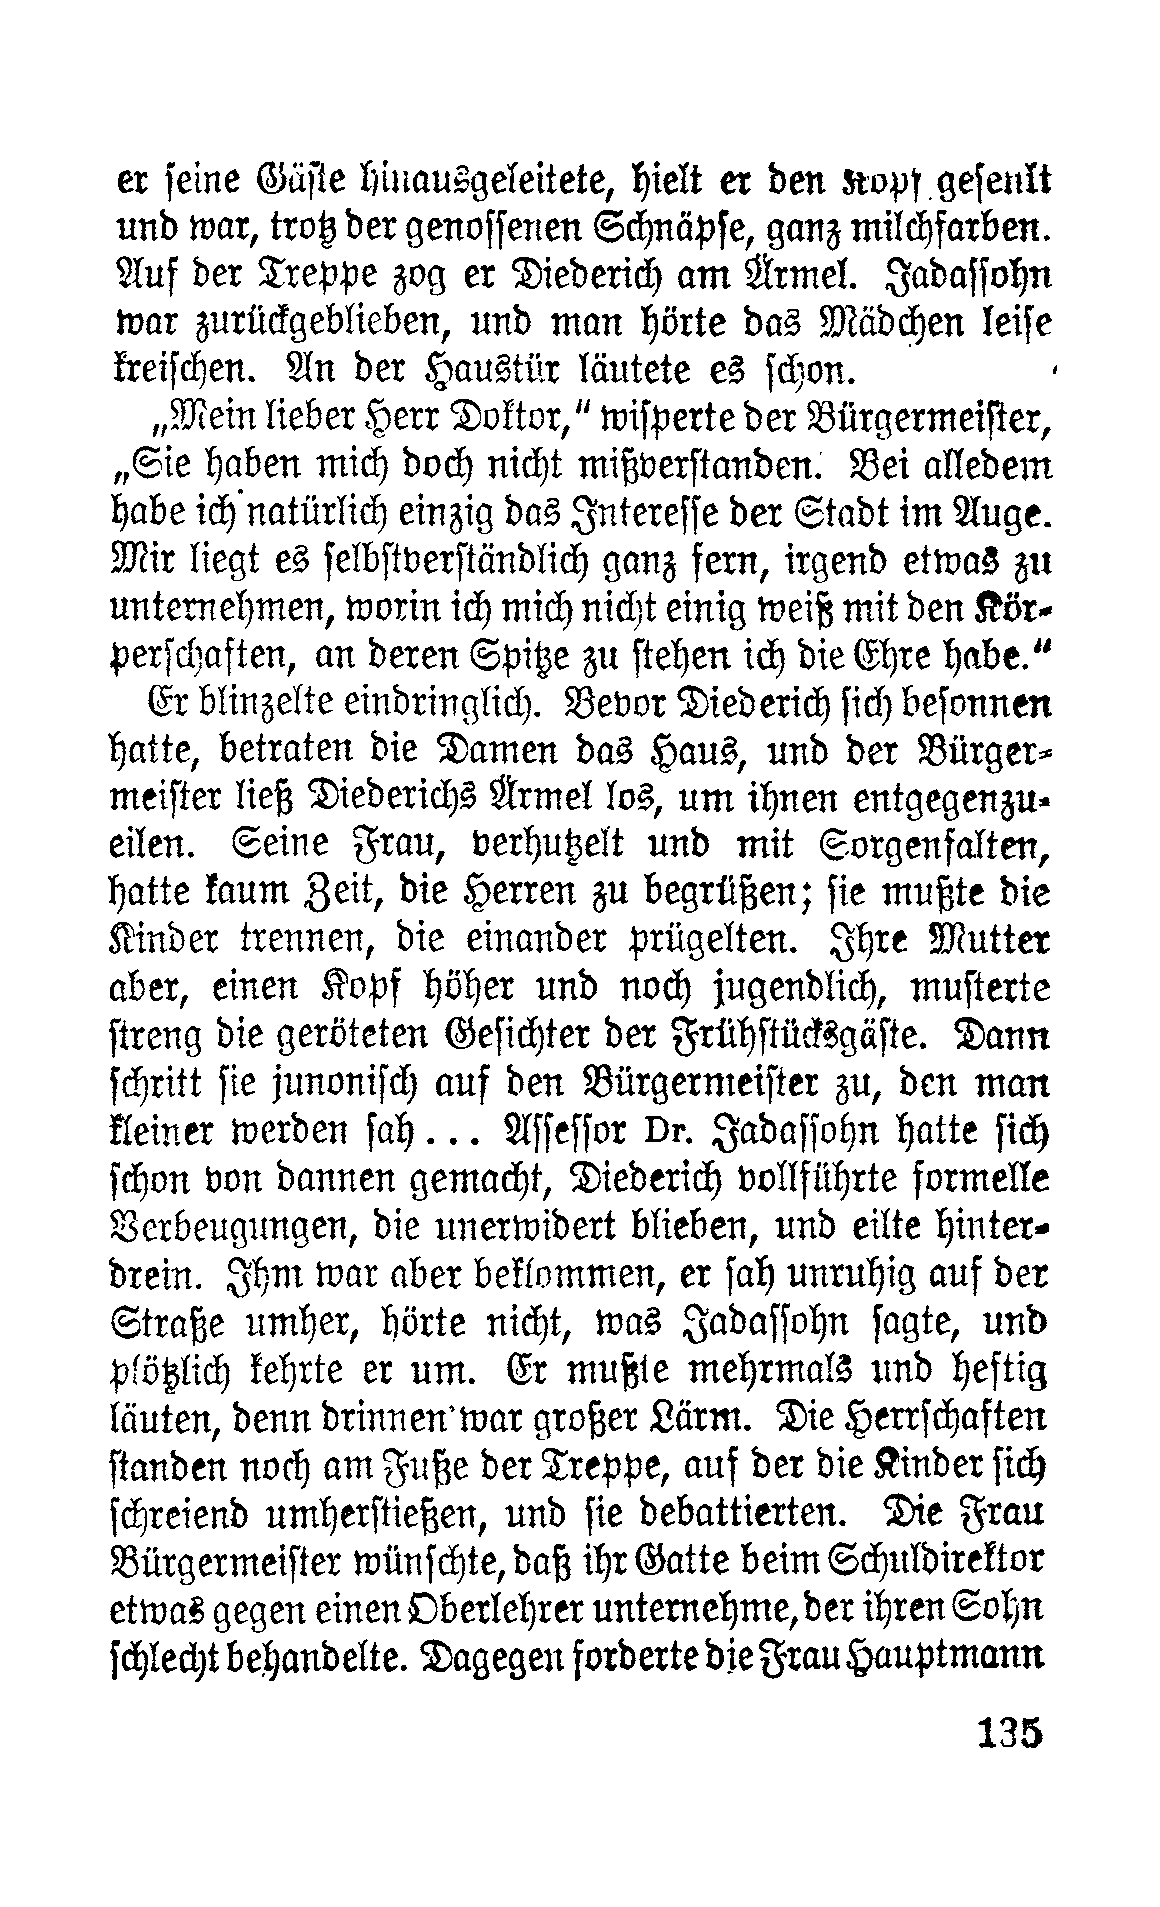 er seine Gäste hinausgeleitete, hielt er den Kopf gesenkt
und war, trotz der genossenen Schnäpse, ganz milchfarben.
Auf der Treppe zog er Diederich am Ärmel. Jadassohn
war zurückgeblieben, und man hörte das Mädchen leise
kreischen. An der Haustür läutete es schon.
„Mein lieber Herr Doktor,“ wisperte der Bürgermeister,
„Sie haben mich doch nicht mißverstanden. Bei alledem
habe ich natürlich einzig das Interesse der Stadt im Auge.
Mir liegt es selbstverständlich ganz fern, irgend etwas zu
unternehmen, worin ich mich nicht einig weiß mit den Kör-
perschaften, an deren Spitze zu stehen ich die Ehre habe.“
Er blinzelte eindringlich. Bevor Diederich sich besonnen
hatte, betraten die Damen das Haus, und der Bürger-
meister ließ Diederichs Ärmel los, um ihnen entgegenzu-
eilen. Seine Frau, verhutzelt und mit Sorgenfalten,
hatte kaum Zeit, die Herren zu begrüßen; sie mußte die
Kinder trennen, die einander prügelten. Ihre Mutter
aber, einen Kopf höher und noch jugendlich, musterte
streng die geröteten Gesichter der Frühstücksgäste. Dann
schritt sie junonisch auf den Bürgermeister zu, den man
kleiner werden sah ... Assessor Dr. Jadassohn hatte sich
schon von dannen gemacht, Diederich vollführte formelle
Verbeugungen, die unerwidert blieben, und eilte hinter-
drein. Ihm war aber beklommen, er sah unruhig auf der
Straße umher, hörte nicht, was Jadassohn sagte, und
plötzlich kehrte er um. Er mußte mehrmals und heftig
läuten, denn drinnen war großer Lärm. Die Herrschaften
standen noch am Fuße der Treppe, auf der die Kinder sich
schreiend umherstießen, und sie debattierten. Die Frau
Bürgermeister wünschte, daß ihr Gatte beim Schuldirektor
etwas gegen einen Oberlehrer unternehme, der ihren Sohn
schlecht behandelte. Dagegen forderte die Frau Hauptmann
135